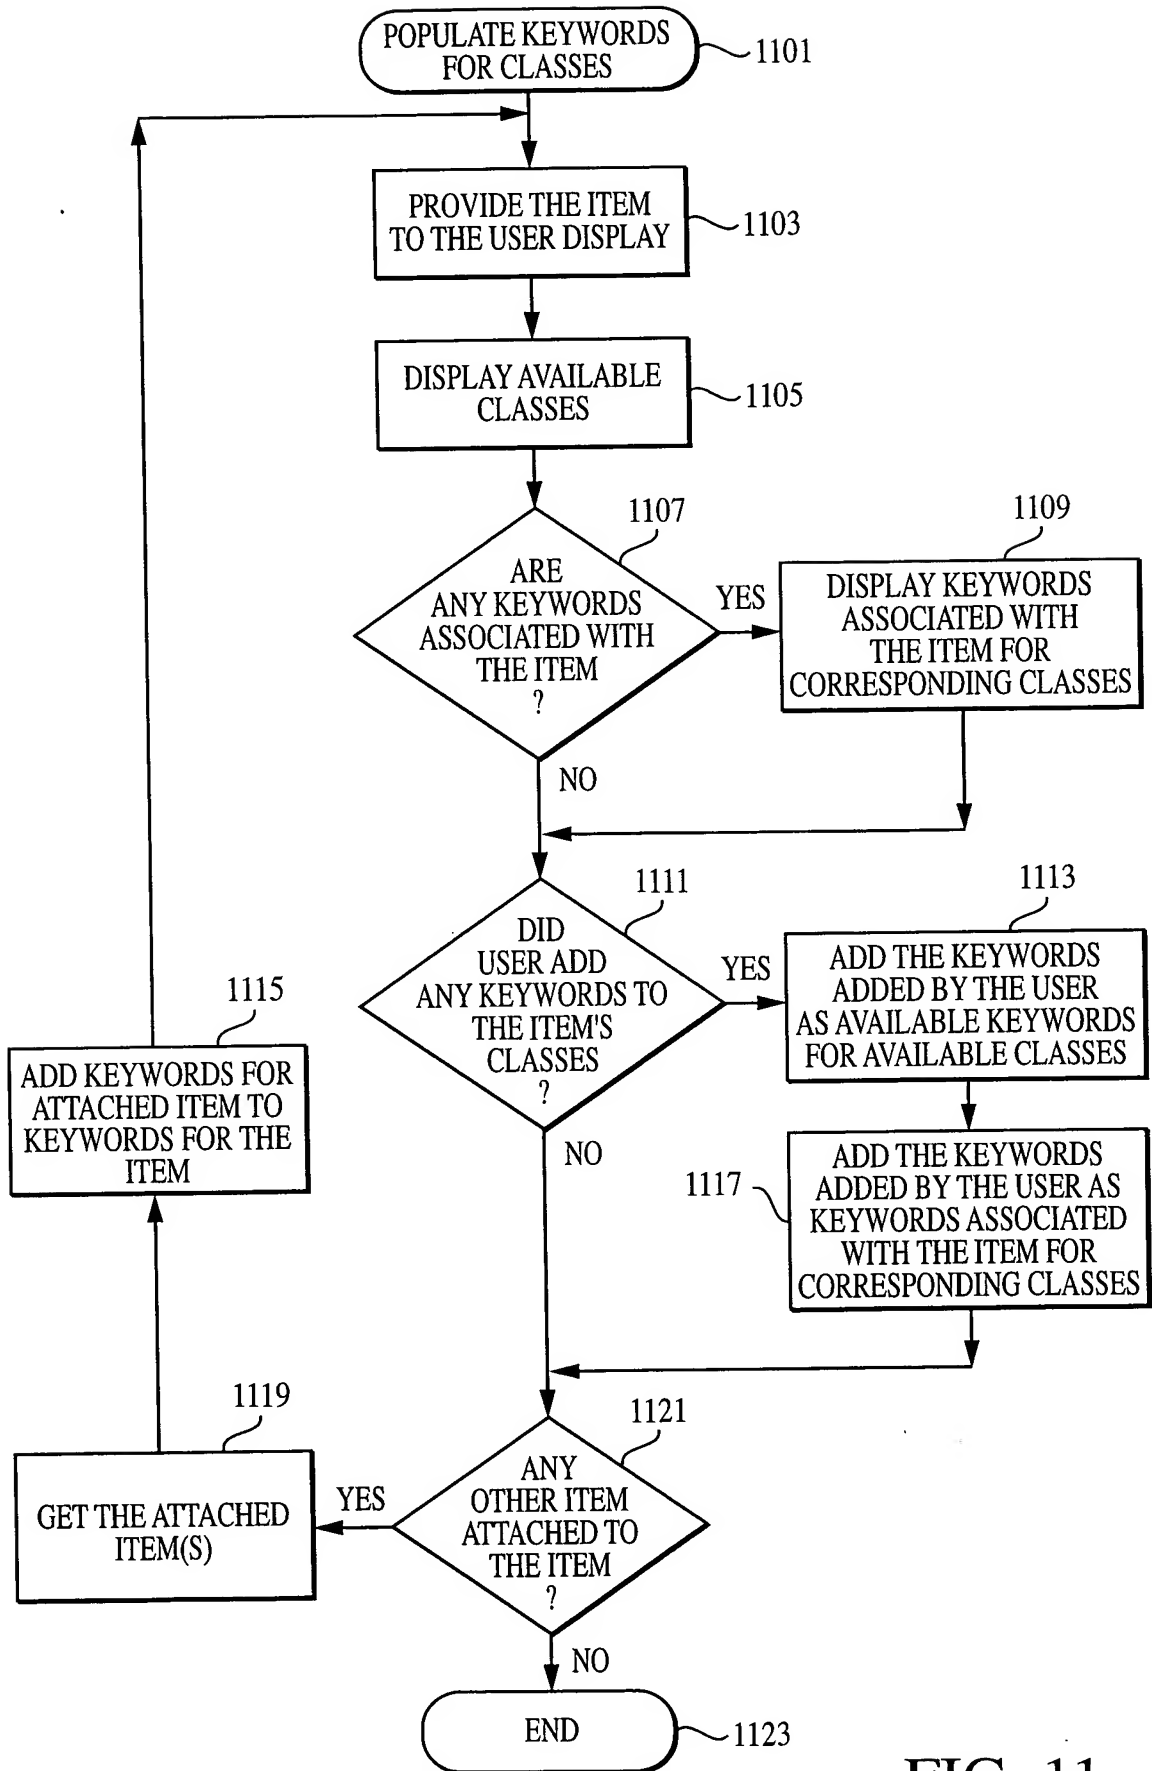 POPULATE KEYWORDS
FOR CLASSES
1101
PROVIDE THE ITEM
TO THE USER DISPLAY
1103
DISPLAY AVAILABLE
CLASSES
1105
1107
ARE
ANY KEYWORDS
ASSOCIATED WITH
THE ITEM
?
YES
NO
1109
DISPLAY KEYWORDS
ASSOCIATED WITH
THE ITEM FOR
CORRESPONDING CLASSES
1111
DID
USER ADD
ANY KEYWORDS TO
THE ITEM'S
CLASSES
?
YES
NO
1113
ADD THE KEYWORDS
ADDED BY THE USER
AS AVAILABLE KEYWORDS
FOR AVAILABLE CLASSES
1115
ADD KEYWORDS FOR
ATTACHED ITEM TO
KEYWORDS FOR THE
ITEM
1117
ADD THE KEYWORDS
ADDED BY THE USER AS
KEYWORDS ASSOCIATED
WITH THE ITEM FOR
CORRESPONDING CLASSES
1119
GET THE ATTACHED
ITEM(S)
1121
ANY
OTHER ITEM
ATTACHED TO
THE ITEM
?
YES
NO
END
1123
FIG. 11